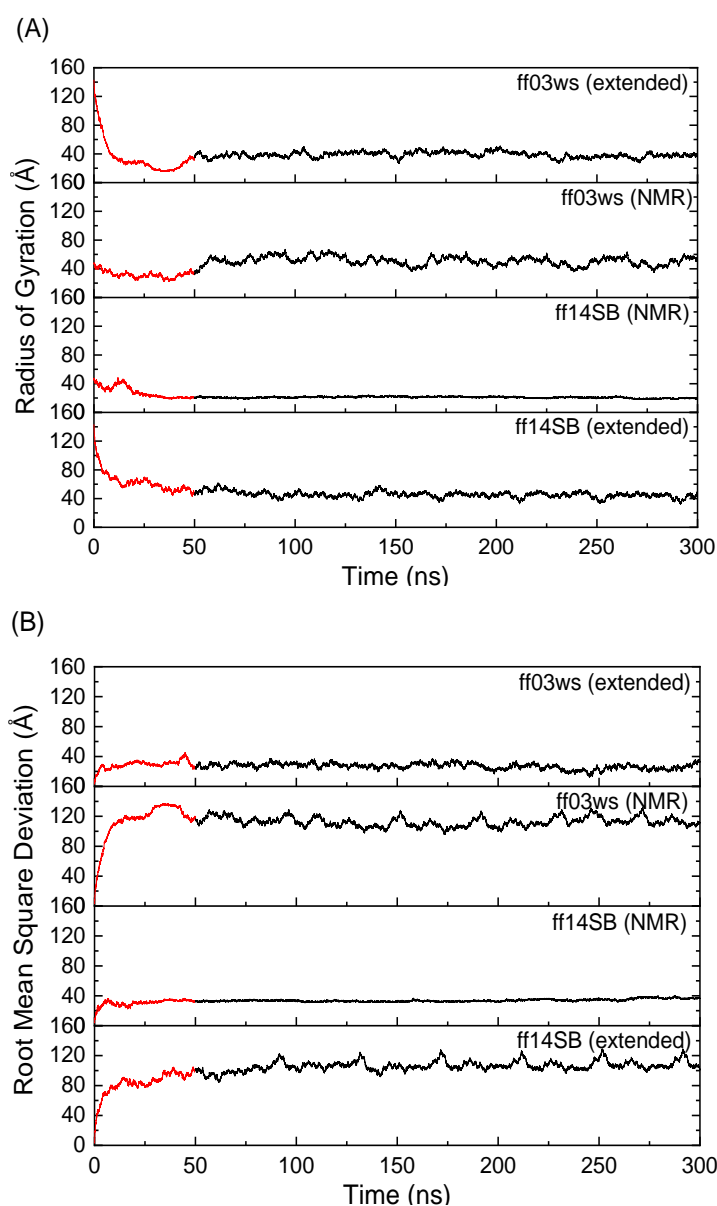 (A)
Radius of Gyration (Å)
160
120
80
40
ff03ws (extended)
160
120
80
40
ff03ws (NMR)
160
120
80
40
ff14SB (NMR)
160
120
80
40
0
ff14SB (extended)
0 50 100 150 200 250 300
Time (ns)
(B)
Root Mean Square Deviation (Å)
160
120
80
40
ff03ws (extended)
160
120
80
40
ff03ws (NMR)
160
120
80
40
ff14SB (NMR)
160
120
80
40
0
ff14SB (extended)
0 50 100 150 200 250 300
Time (ns)